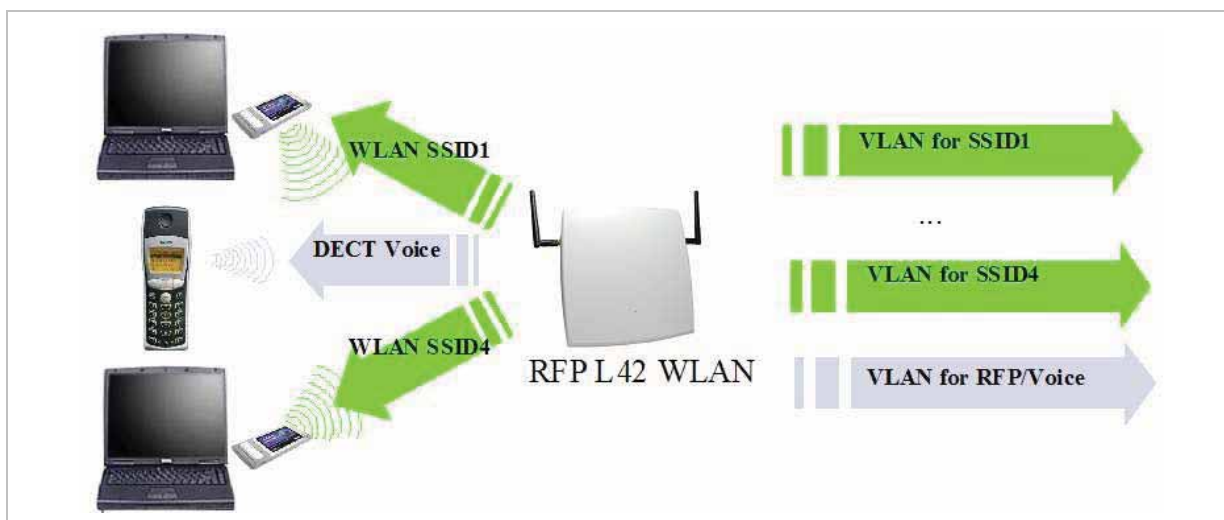 WLAN SSID1
DECT Voice
WLAN SSID4
RFP L42 WLAN
VLAN for SSID1
...
VLAN for SSID4
VLAN for RFP/Voice